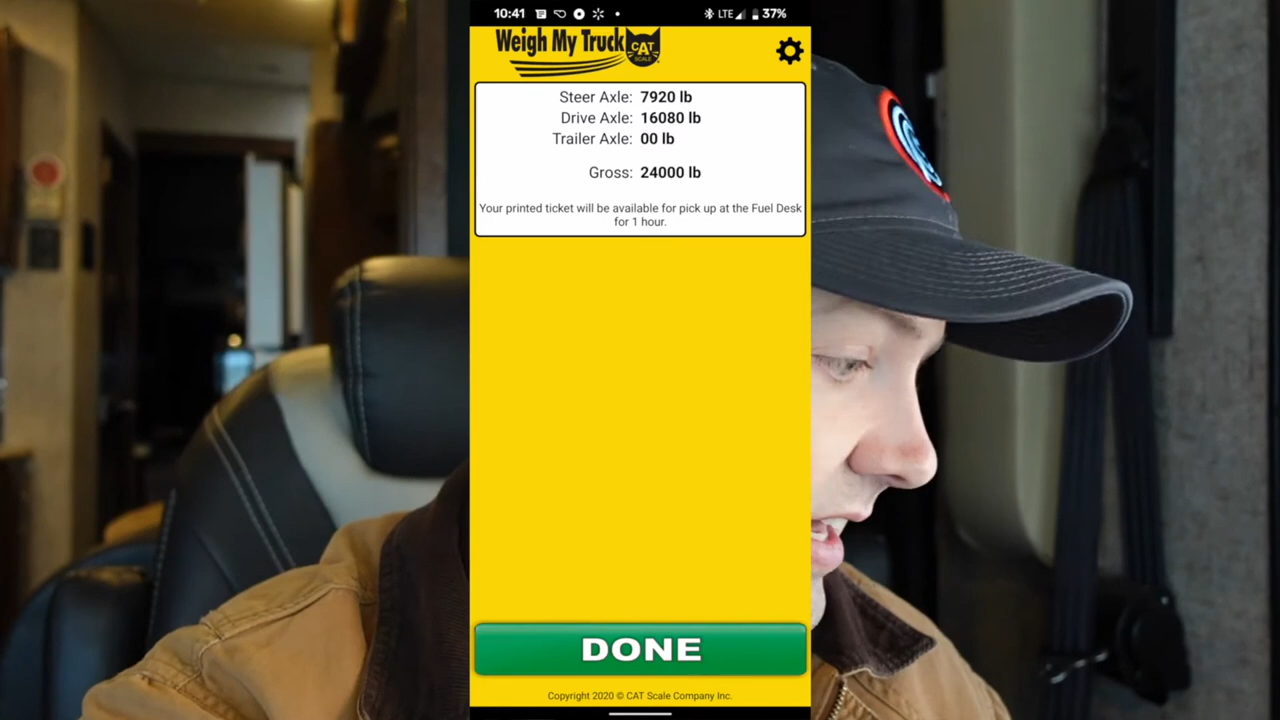 10:41 LTE 37%
Weigh My Truck CAT SCALE
Steer Axle: 7920 lb
Drive Axle: 16080 lb
Trailer Axle: 00 lb
Gross: 24000 lb
Your printed ticket will be available for pick up at the Fuel Desk
for 1 hour.
DONE
Copyright 2020 © CAT Scale Company Inc.